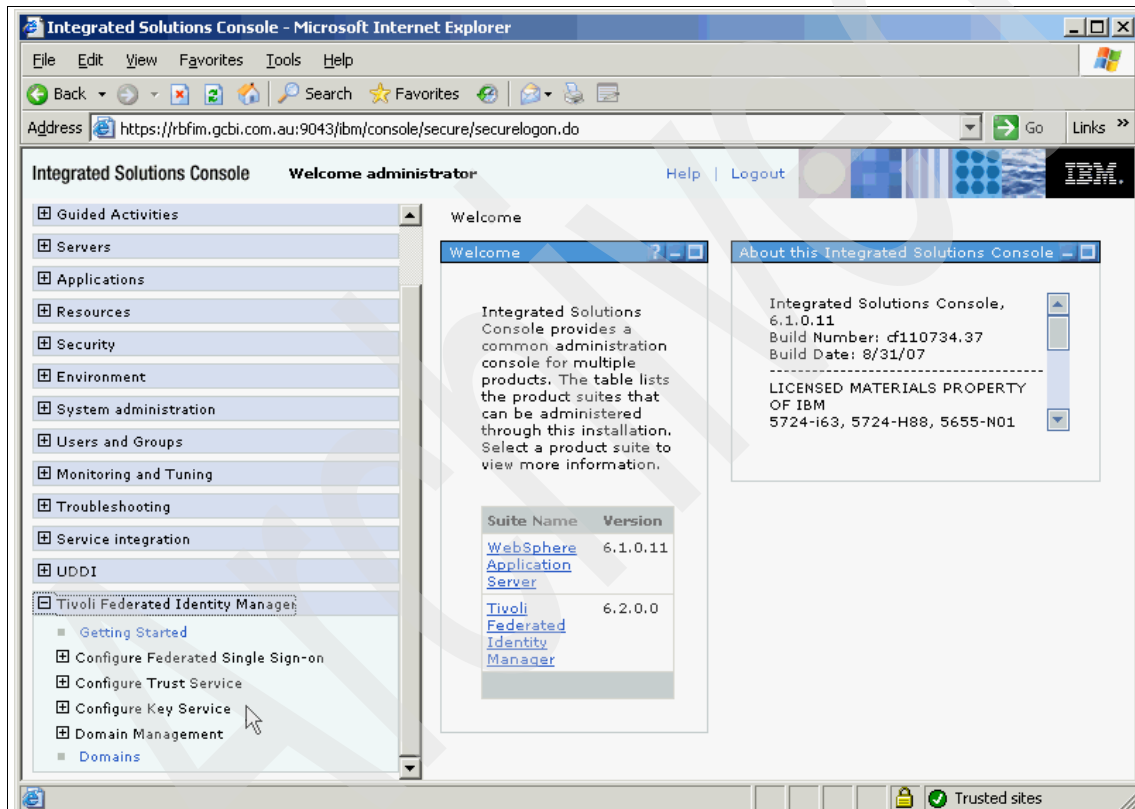 Integrated Solutions Console - Microsoft Internet Explorer
File Edit View Favorites Tools Help
Back Search Favorites
Address https://rbfim.gcbi.com.au:9043/ibm/console/secure/securelogon.do Go Links »
Integrated Solutions Console Welcome administrator Help | Logout IBM.
Guided Activities
Servers
Applications
Resources
Security
Environment
System administration
Users and Groups
Monitoring and Tuning
Troubleshooting
Service integration
UDDI
Tivoli Federated Identity Manager
Getting Started
Configure Federated Single Sign-on
Configure Trust Service
Configure Key Service
Domain Management
Domains
Welcome
Welcome ?
Integrated Solutions
Console provides a
common administration
console for multiple
products. The table lists
the product suites that
can be administered
through this installation.
Select a product suite to
view more information.
Suite Name Version
WebSphere 6.1.0.11
Application
Server
Tivoli 6.2.0.0
Federated
Identity
Manager
About this Integrated Solutions Console
Integrated Solutions Console,
6.1.0.11
Build Number: cf110734.37
Build Date: 8/31/07
----------------------------------------
LICENSED MATERIALS PROPERTY
OF IBM
5724-i63, 5724-H88, 5655-N01
Trusted sites